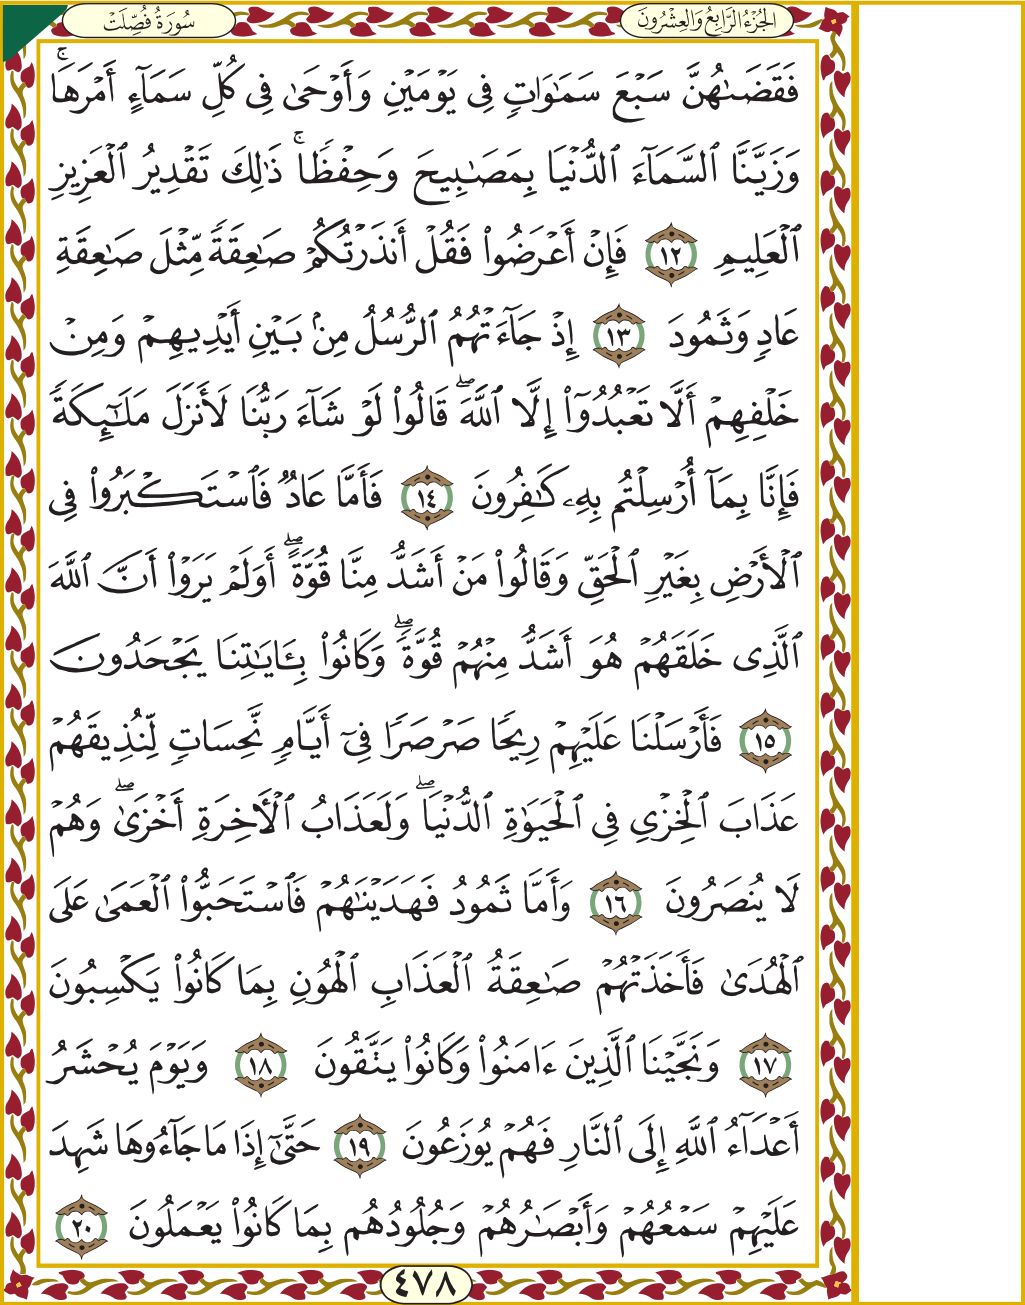 سُورَةُ فُصِّلَتْ
الجُزْءُ الرَّابِعُ وَالعِشْرُونَ
فَقَضَىٰهُنَّ سَبْعَ سَمَٰوَاتٖ فِي يَوْمَيْنِ وَأَوْحَىٰ فِي كُلِّ سَمَآءٍ أَمْرَهَاۚ
وَزَيَّنَّا ٱلسَّمَآءَ ٱلدُّنْيَا بِمَصَٰبِيحَ وَحِفْظٗاۚ ذَٰلِكَ تَقْدِيرُ ٱلْعَزِيزِ
ٱلْعَلِيمِ ١٢ فَإِنْ أَعْرَضُواْ فَقُلْ أَنذَرْتُكُمْ صَٰعِقَةٗ مِّثْلَ صَٰعِقَةِ
عَادٖ وَثَمُودَ ١٣ إِذْ جَآءَتْهُمُ ٱلرُّسُلُ مِنۢ بَيْنِ أَيْدِيهِمْ وَمِنْ
خَلْفِهِمْ أَلَّا تَعْبُدُوٓاْ إِلَّا ٱللَّهَۖ قَالُواْ لَوْ شَآءَ رَبُّنَا لَأَنزَلَ مَلَٰٓئِكَةٗ
فَإِنَّا بِمَآ أُرْسِلْتُم بِهِۦ كَٰفِرُونَ ١٤ فَأَمَّا عَادٞ فَٱسْتَكْبَرُواْ فِي
ٱلْأَرْضِ بِغَيْرِ ٱلْحَقِّ وَقَالُواْ مَنْ أَشَدُّ مِنَّا قُوَّةًۖ أَوَلَمْ يَرَوْاْ أَنَّ ٱللَّهَ
ٱلَّذِي خَلَقَهُمْ هُوَ أَشَدُّ مِنْهُمْ قُوَّةٗۖ وَكَانُواْ بِـَٔايَٰتِنَا يَجْحَدُونَ
١٥ فَأَرْسَلْنَا عَلَيْهِمْ رِيحٗا صَرْصَرٗا فِيٓ أَيَّامٖ نَّحِسَاتٖ لِّنُذِيقَهُمْ
عَذَابَ ٱلْخِزْيِ فِي ٱلْحَيَوٰةِ ٱلدُّنْيَاۖ وَلَعَذَابُ ٱلْأٓخِرَةِ أَخْزَىٰۖ وَهُمْ
لَا يُنصَرُونَ ١٦ وَأَمَّا ثَمُودُ فَهَدَيْنَٰهُمْ فَٱسْتَحَبُّواْ ٱلْعَمَىٰ عَلَى
ٱلْهُدَىٰ فَأَخَذَتْهُمْ صَٰعِقَةُ ٱلْعَذَابِ ٱلْهُونِ بِمَا كَانُواْ يَكْسِبُونَ
١٧ وَنَجَّيْنَا ٱلَّذِينَ ءَامَنُواْ وَكَانُواْ يَتَّقُونَ ١٨ وَيَوْمَ يُحْشَرُ
أَعْدَآءُ ٱللَّهِ إِلَى ٱلنَّارِ فَهُمْ يُوزَعُونَ ١٩ حَتَّىٰٓ إِذَا مَا جَآءُوهَا شَهِدَ
عَلَيْهِمْ سَمْعُهُمْ وَأَبْصَٰرُهُمْ وَجُلُودُهُم بِمَا كَانُواْ يَعْمَلُونَ ٢٠
٤٧٨